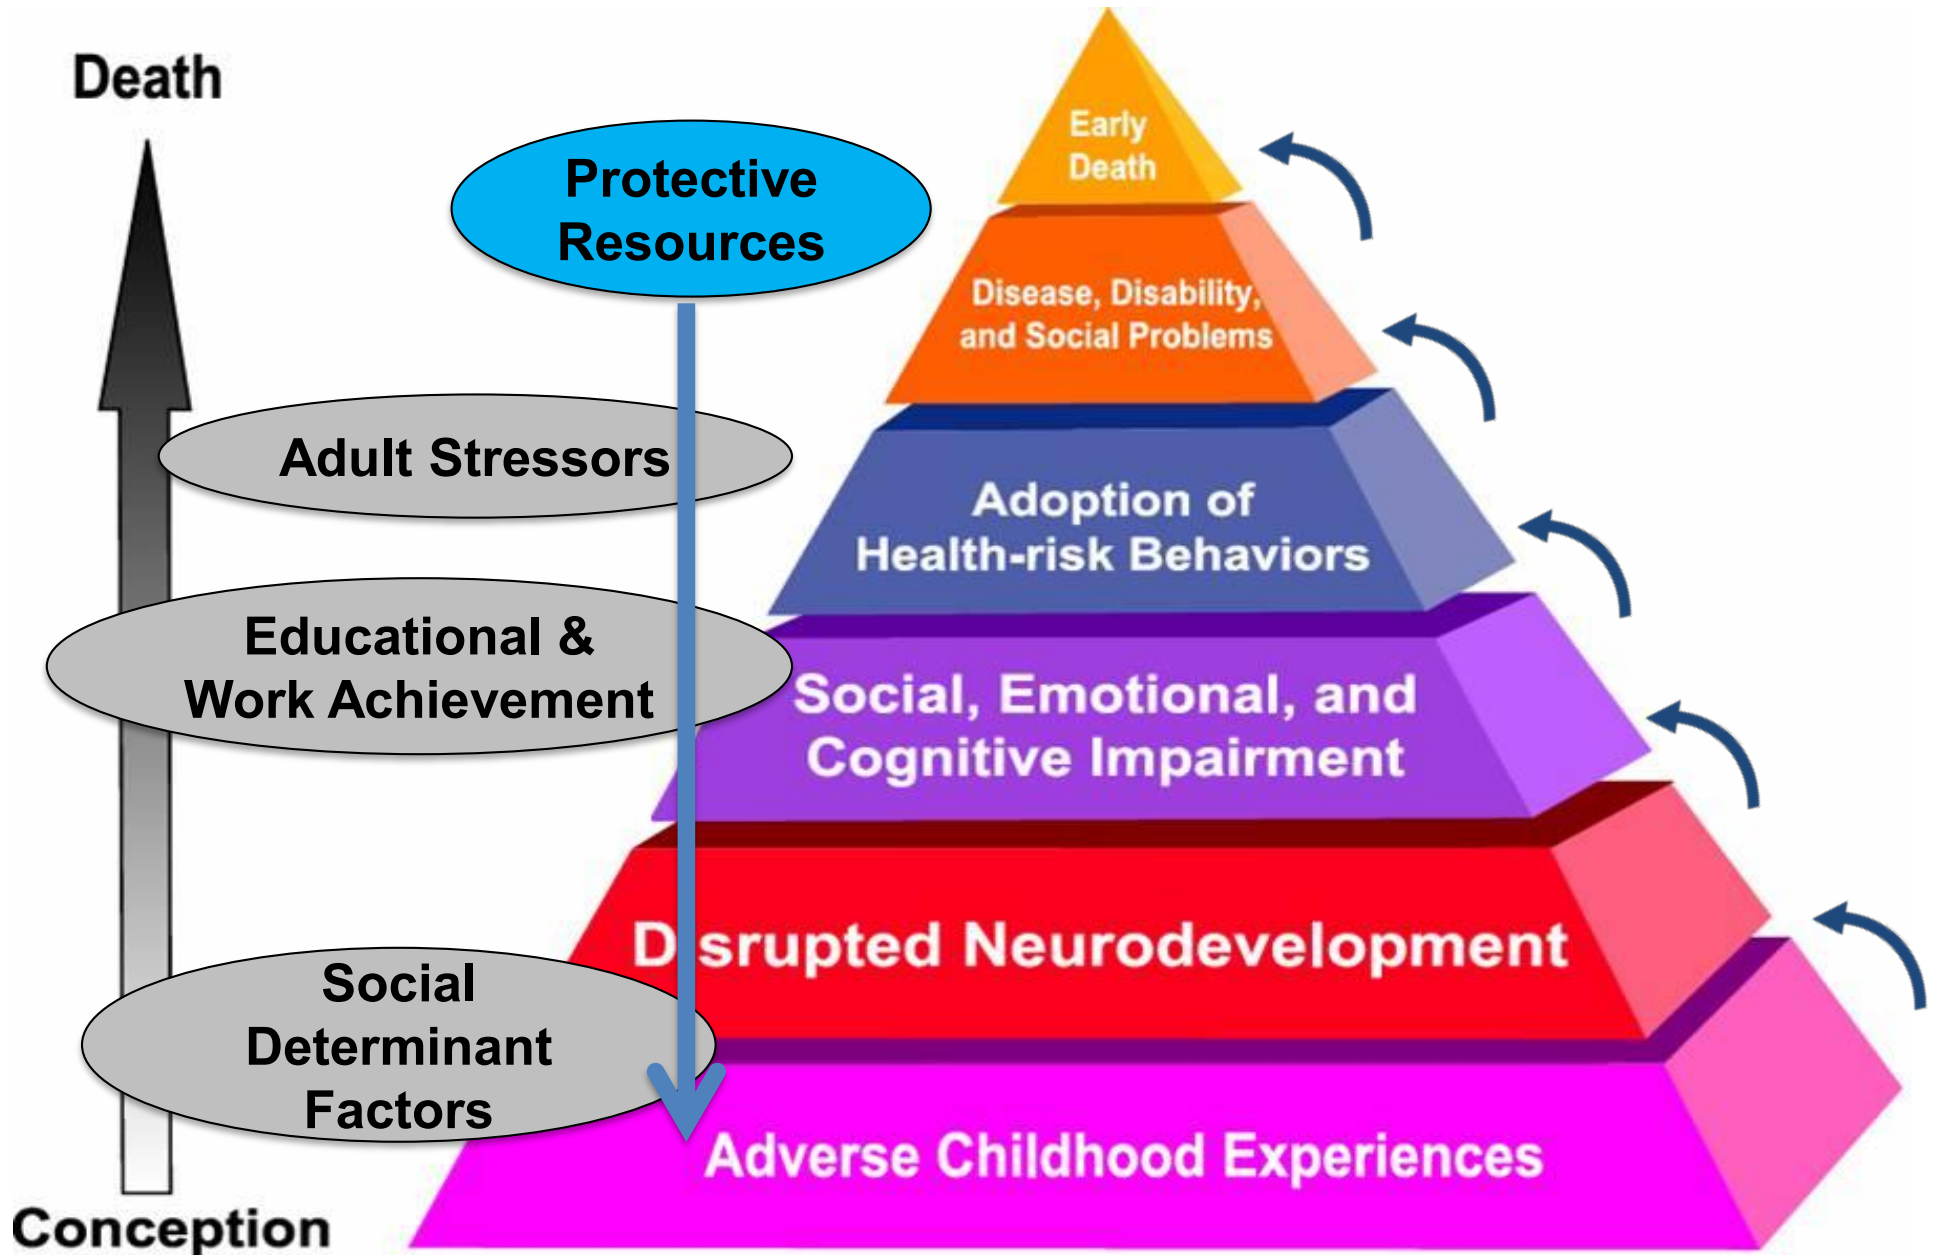 Death
Protective
Resources
Adult Stressors
Educational &
Work Achievement
Social
Determinant
Factors
Conception
Early
Death
Disease, Disability,
and Social Problems
Adoption of
Health-risk Behaviors
Social, Emotional, and
Cognitive Impairment
Disrupted Neurodevelopment
Adverse Childhood Experiences